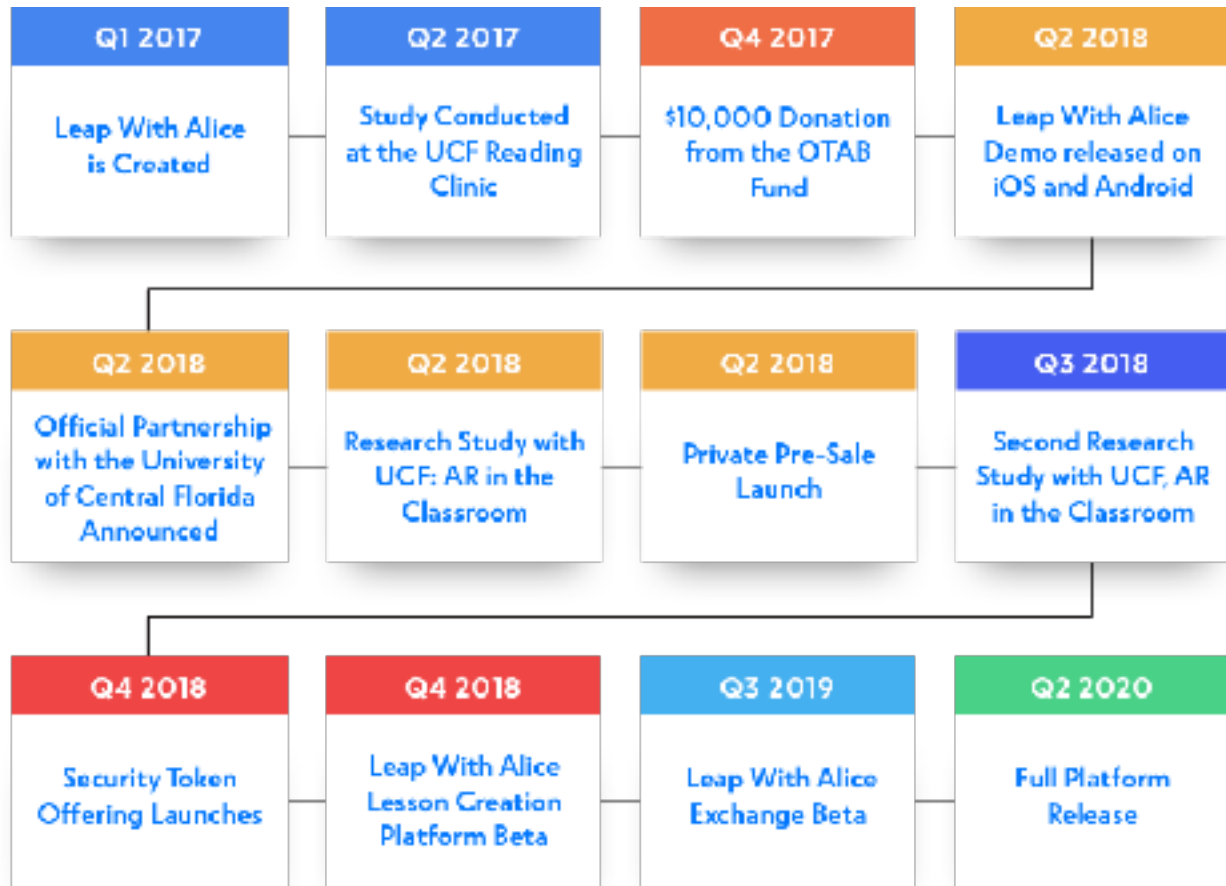 Q1 2017
Leap With Alice
is Created
Q2 2017
Study Conducted
at the UCF Reading
Clinic
Q4 2017
$10,000 Donation
from the OTAB
Fund
Q2 2018
Leap With Alice
Demo released on
iOS and Android
Q2 2018
Official Partnership
with the University
of Central Florida
Announced
Q2 2018
Research Study with
UCF: AR in the
Classroom
Q2 2018
Private Pre-Sale
Launch
Q3 2018
Second Research
Study with UCF, AR
in the Classroom
Q4 2018
Security Token
Offering Launches
Q4 2018
Leap With Alice
Lesson Creation
Platform Beta
Q3 2019
Leap With Alice
Exchange Beta
Q2 2020
Full Platform
Release